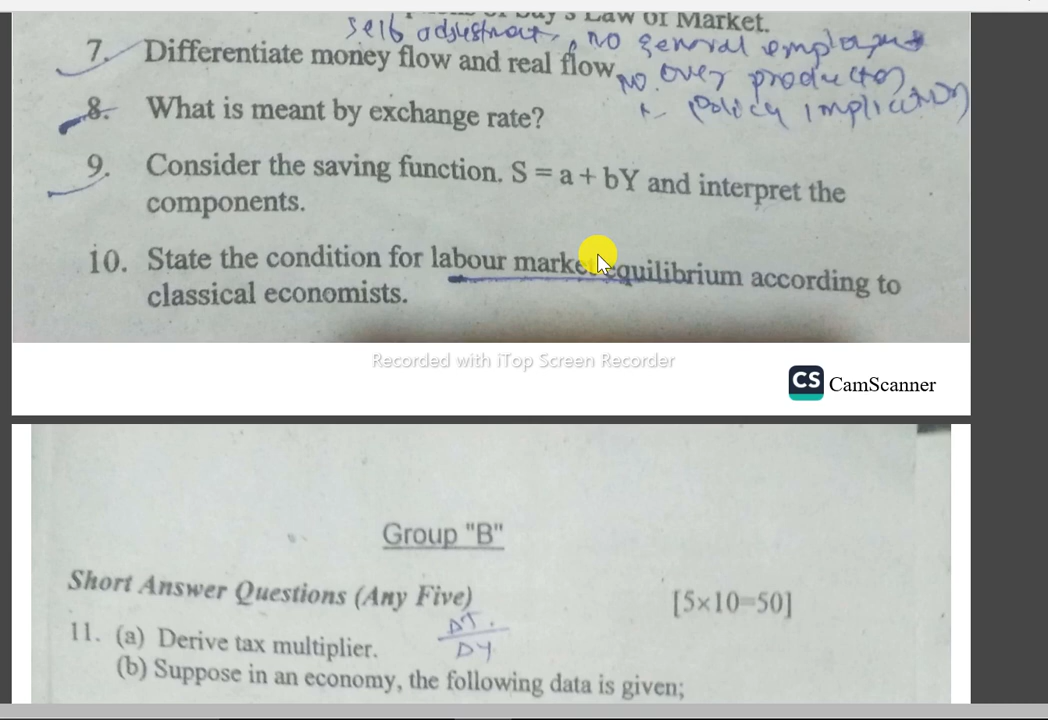 Law of Market.
self adjustment, no general
7. Differentiate money flow and real flow.
No over
Policy Implication
8. What is meant by exchange rate?
9. Consider the saving function. S = a + bY and interpret the
components.
10. State the condition for labour market equilibrium according to
classical economists.
Recorded with iTop Screen Recorder
CS CamScanner
Group "B"
Short Answer Questions (Any Five) [5×10=50]
11. (a) Derive tax multiplier.
(b) Suppose in an economy, the following data is given;